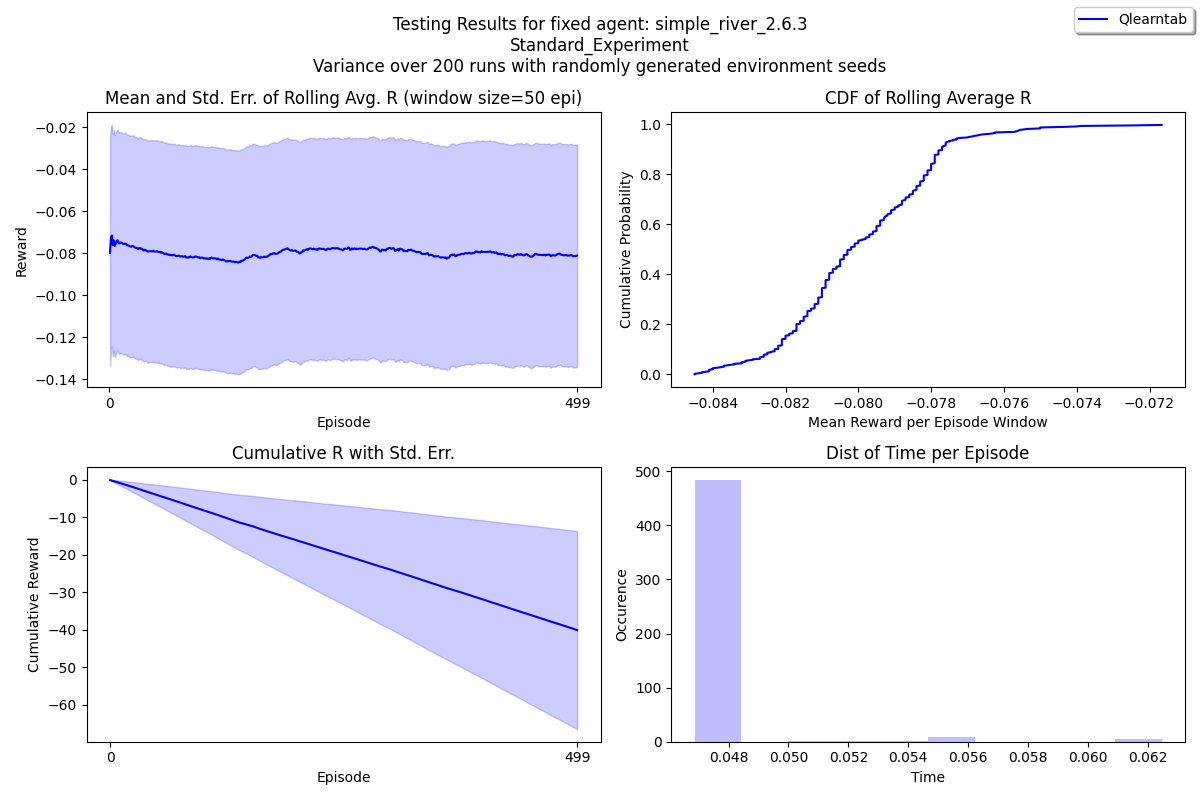 Testing Results for fixed agent: simple_river_2.6.3
Standard_Experiment
Variance over 200 runs with randomly generated environment seeds
Qlearntab
Mean and Std. Err. of Rolling Avg. R (window size=50 epi)
−0.02
−0.04
−0.06
−0.08
−0.10
−0.12
−0.14
Reward
0 499
Episode
CDF of Rolling Average R
1.0
0.8
0.6
0.4
0.2
0.0
Cumulative Probability
−0.084 −0.082 −0.080 −0.078 −0.076 −0.074 −0.072
Mean Reward per Episode Window
Cumulative R with Std. Err.
0
−10
−20
−30
−40
−50
−60
Cumulative Reward
0 499
Episode
Dist of Time per Episode
500
400
300
200
100
0
Occurence
0.048 0.050 0.052 0.054 0.056 0.058 0.060 0.062
Time